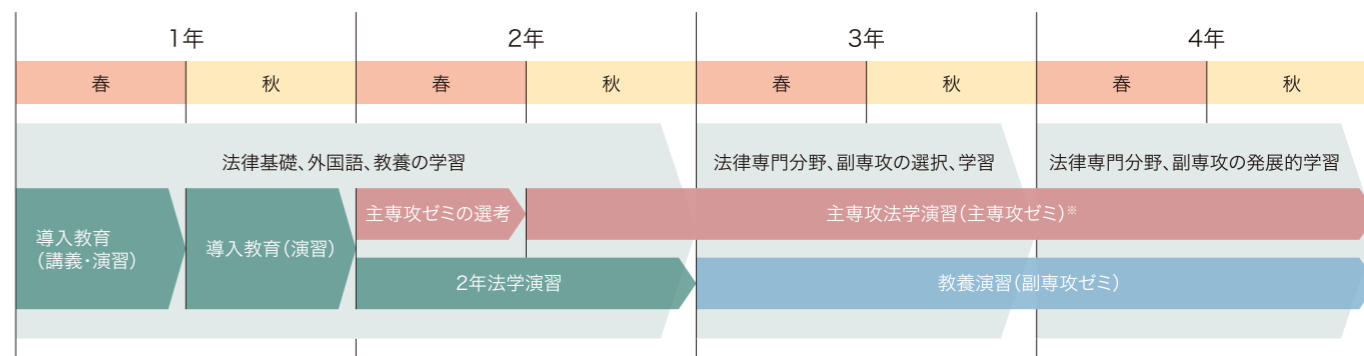 1年
2年
3年
4年
春
秋
春
秋
春
秋
春
秋
法律基礎、外国語、教養の学習
法律専門分野、副専攻の選択、学習
法律専門分野、副専攻の発展的学習
導入教育
(講義・演習)
導入教育(演習)
主専攻ゼミの選考
主専攻法学演習(主専攻ゼミ)※
2年法学演習
教養演習(副専攻ゼミ)